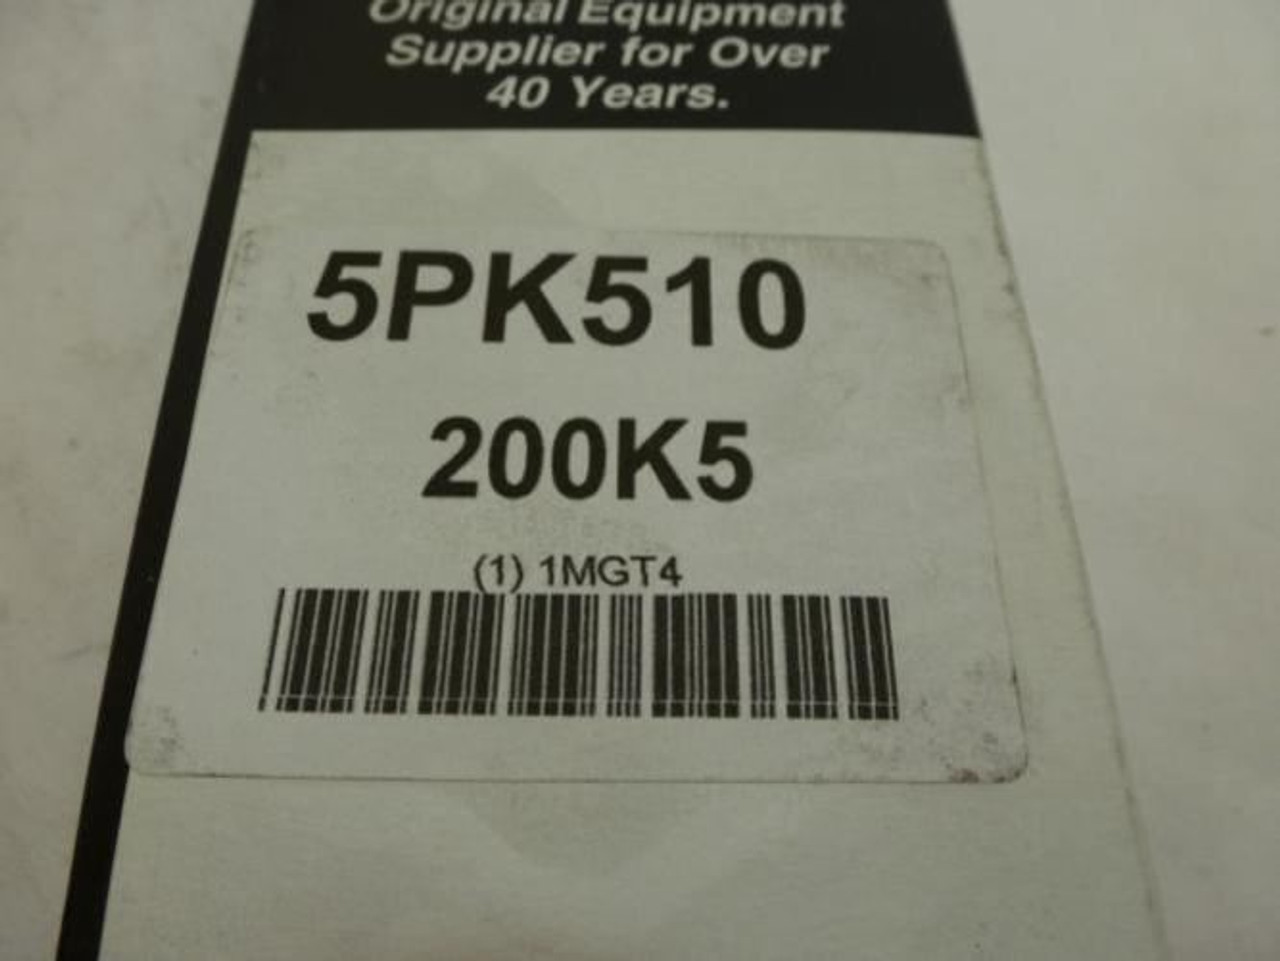 Original Equipment
Supplier for Over
40 Years.
5PK510
200K5
(1) 1MGT4